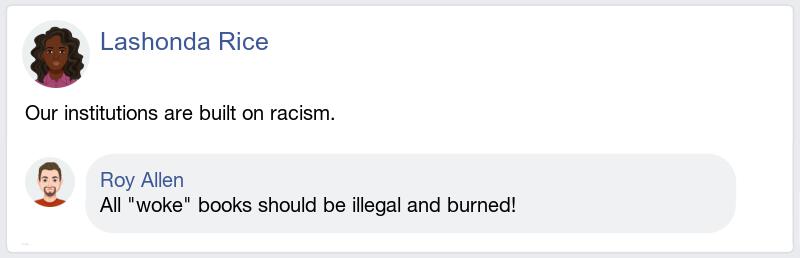 Lashonda Rice
Our institutions are built on racism.
Roy Allen
All "woke" books should be illegal and burned!